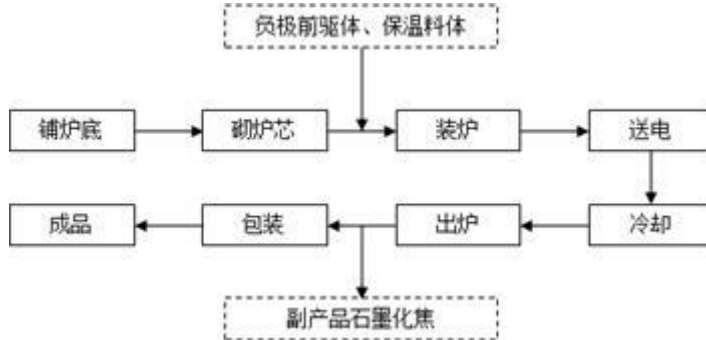 负极前驱体、保温料体
铺炉底
砌炉芯
装炉
送电
冷却
出炉
包装
成品
副产品石墨化焦